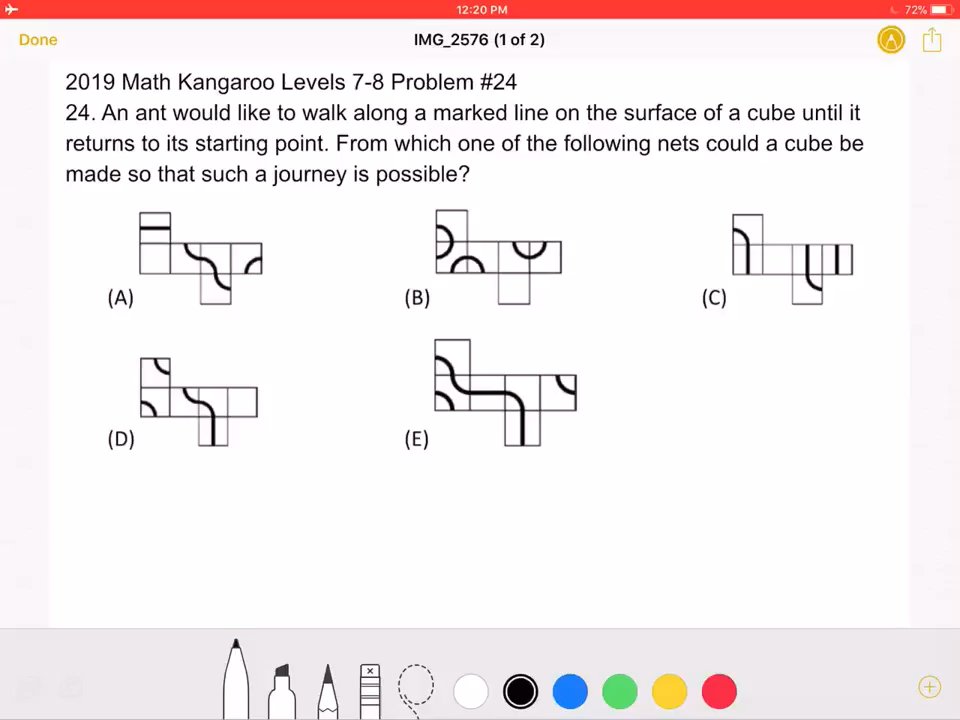 12:20 PM
72%
Done
IMG_2576 (1 of 2)
2019 Math Kangaroo Levels 7-8 Problem #24
24. An ant would like to walk along a marked line on the surface of a cube until it
returns to its starting point. From which one of the following nets could a cube be
made so that such a journey is possible?
(A)
(B)
(C)
(D)
(E)